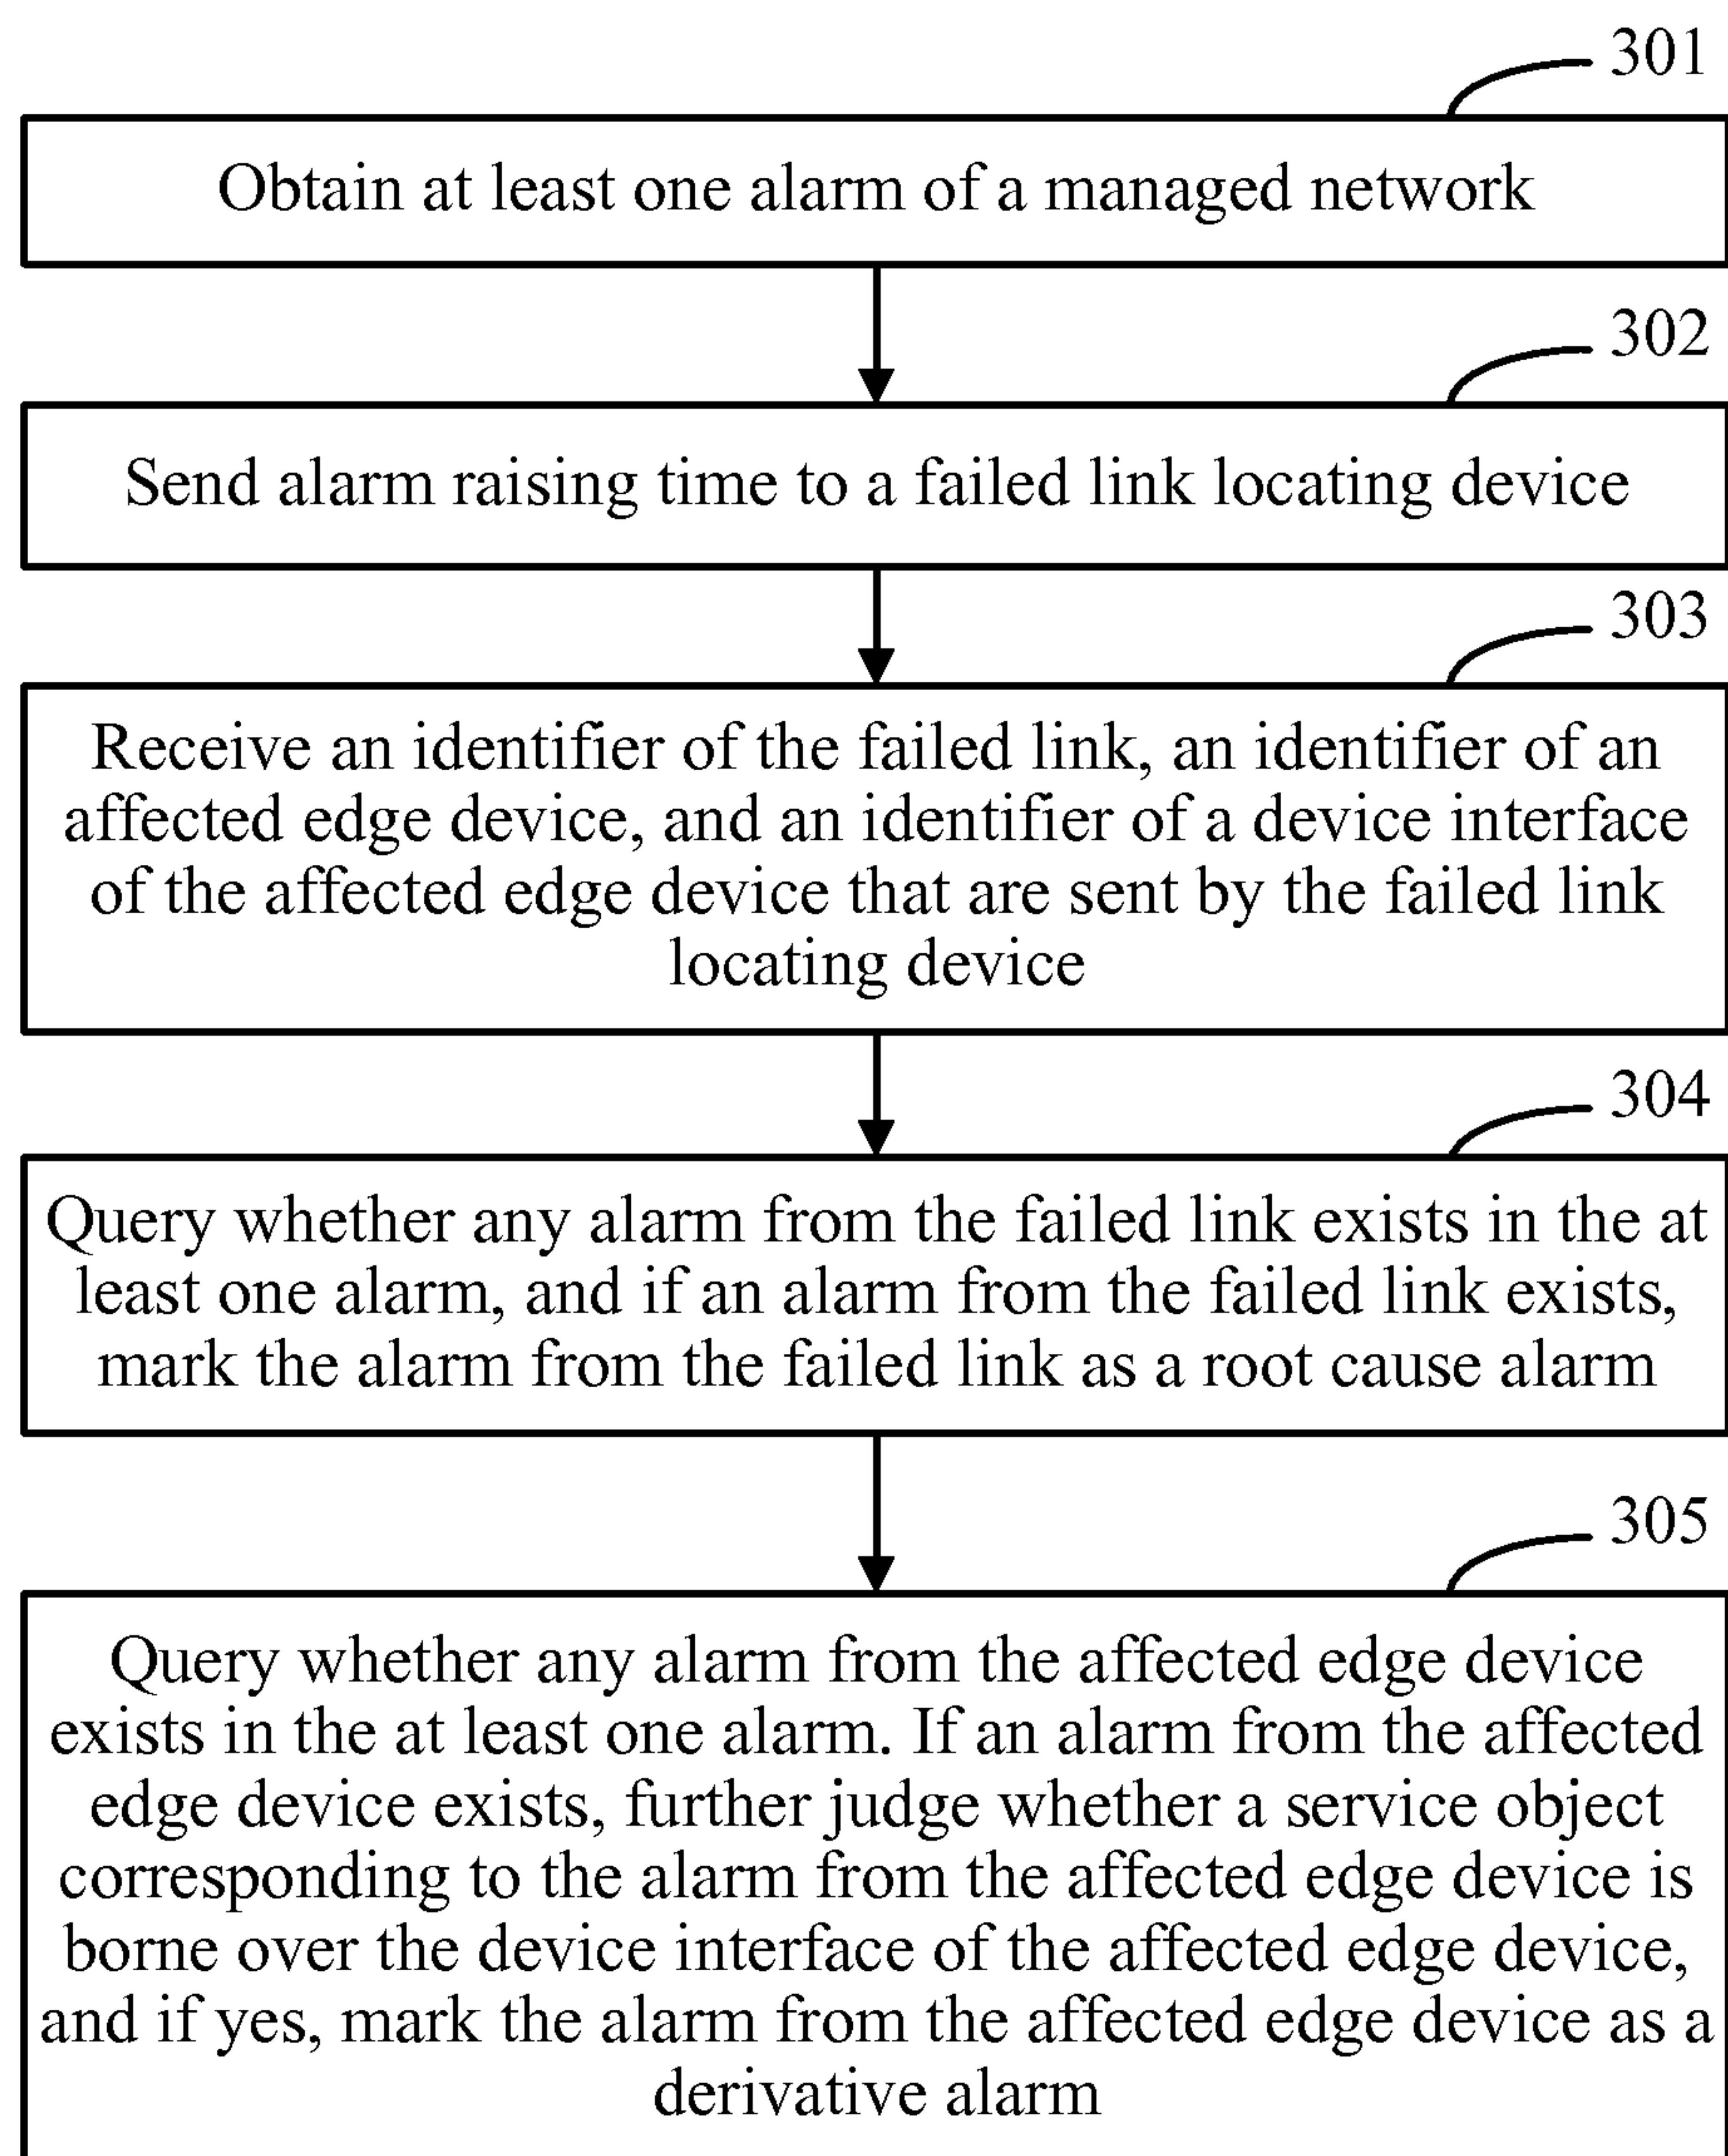 301
Obtain at least one alarm of a managed network
302
Send alarm raising time to a failed link locating device
303
Receive an identifier of the failed link, an identifier of an
affected edge device, and an identifier of a device interface
of the affected edge device that are sent by the failed link
locating device
304
Query whether any alarm from the failed link exists in the at
least one alarm, and if an alarm from the failed link exists,
mark the alarm from the failed link as a root cause alarm
305
Query whether any alarm from the affected edge device
exists in the at least one alarm. If an alarm from the affected
edge device exists, further judge whether a service object
corresponding to the alarm from the affected edge device is
borne over the device interface of the affected edge device,
and if yes, mark the alarm from the affected edge device as a
derivative alarm